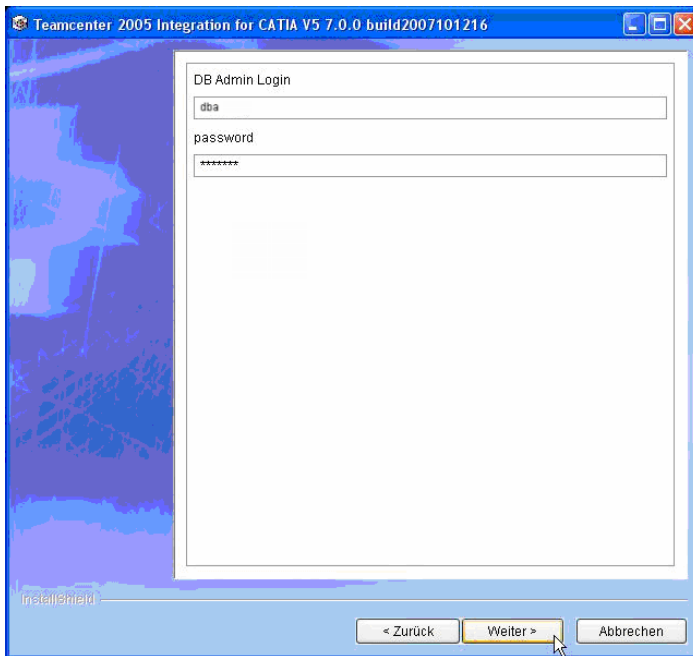 Teamcenter 2005 Integration for CATIA V5 7.0.0 build2007101216
DB Admin Login
dba
password
*******
InstallShield
< Zurück
Weiter >
Abbrechen